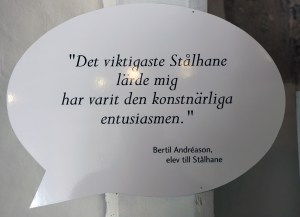 "Det viktigaste Stålhane
lärde mig
har varit den konstnärliga
entusiasmen."
Bertil Andréason,
elev till Stålhane